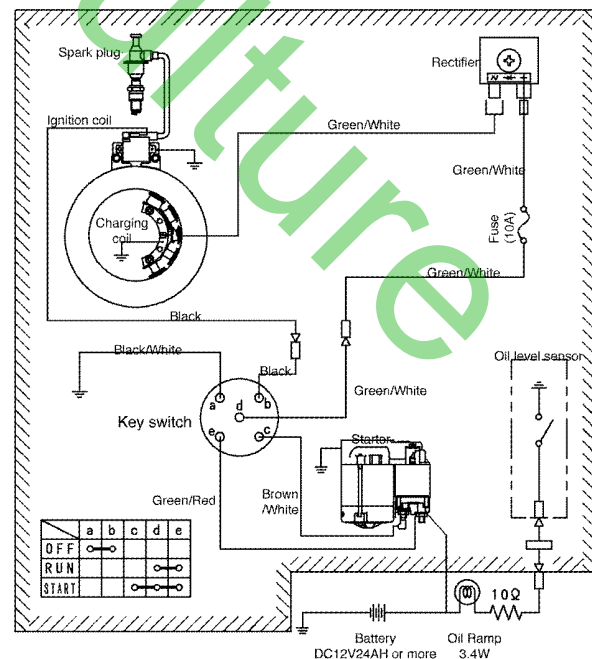 ulture
Spark plug
Rectifier
Ignition coil
Green/White
Green/White
Charging
coil
Fuse
(10A)
Green/White
Black
Black/White
Black
Oil level sensor
Green/White
a
d
b
Key switch
e
c
Starter
Green/Red
Brown
/White
a b c d e
OFF
RUN
START
10Ω
Battery
DC12V24AH or more
Oil Ramp
3.4W